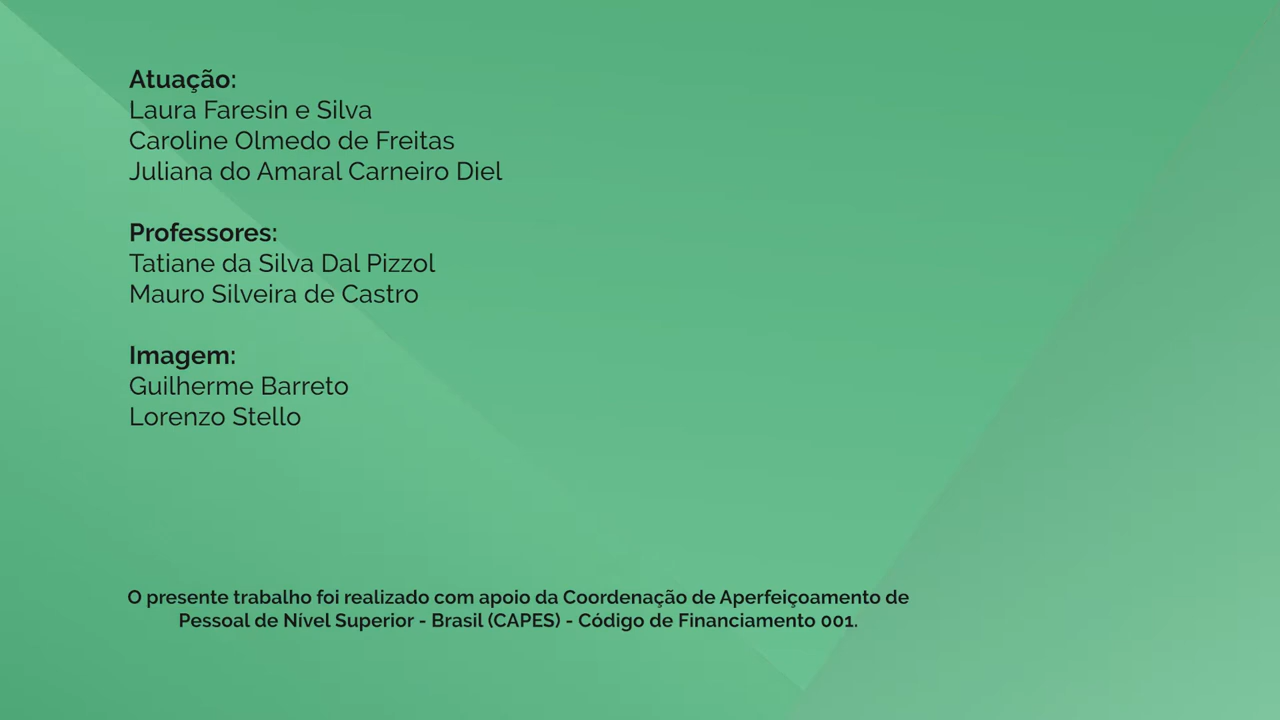 Atuação:
Laura Faresin e Silva
Caroline Olmedo de Freitas
Juliana do Amaral Carneiro Diel
Professores:
Tatiane da Silva Dal Pizzol
Mauro Silveira de Castro
Imagem:
Guilherme Barreto
Lorenzo Stello
O presente trabalho foi realizado com apoio da Coordenação de Aperfeiçoamento de
Pessoal de Nível Superior - Brasil (CAPES) - Código de Financiamento 001.